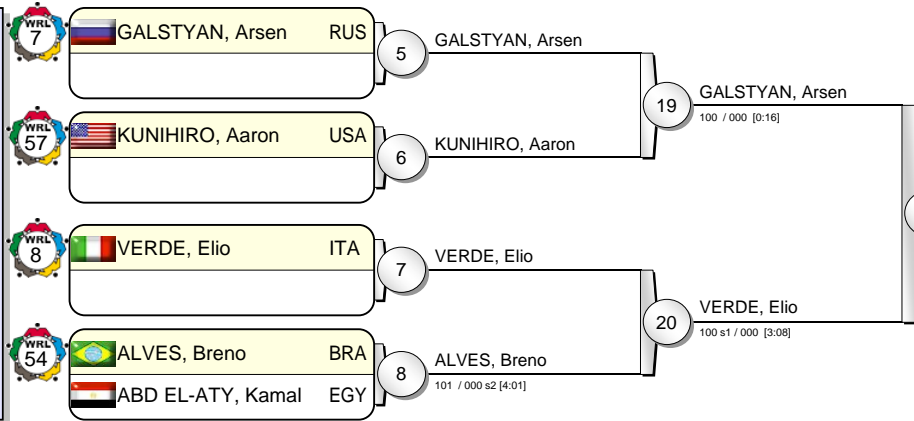 WRL
7
GALSTYAN, Arsen RUS
5
GALSTYAN, Arsen
19
GALSTYAN, Arsen
100 / 000 [0:16]
WRL
57
KUNIHIRO, Aaron USA
6
KUNIHIRO, Aaron
WRL
8
VERDE, Elio ITA
7
VERDE, Elio
20
VERDE, Elio
100 s1 / 000 [3:08]
WRL
54
ALVES, Breno BRA
ABD EL-ATY, Kamal EGY
8
ALVES, Breno
101 / 000 s2 [4:01]